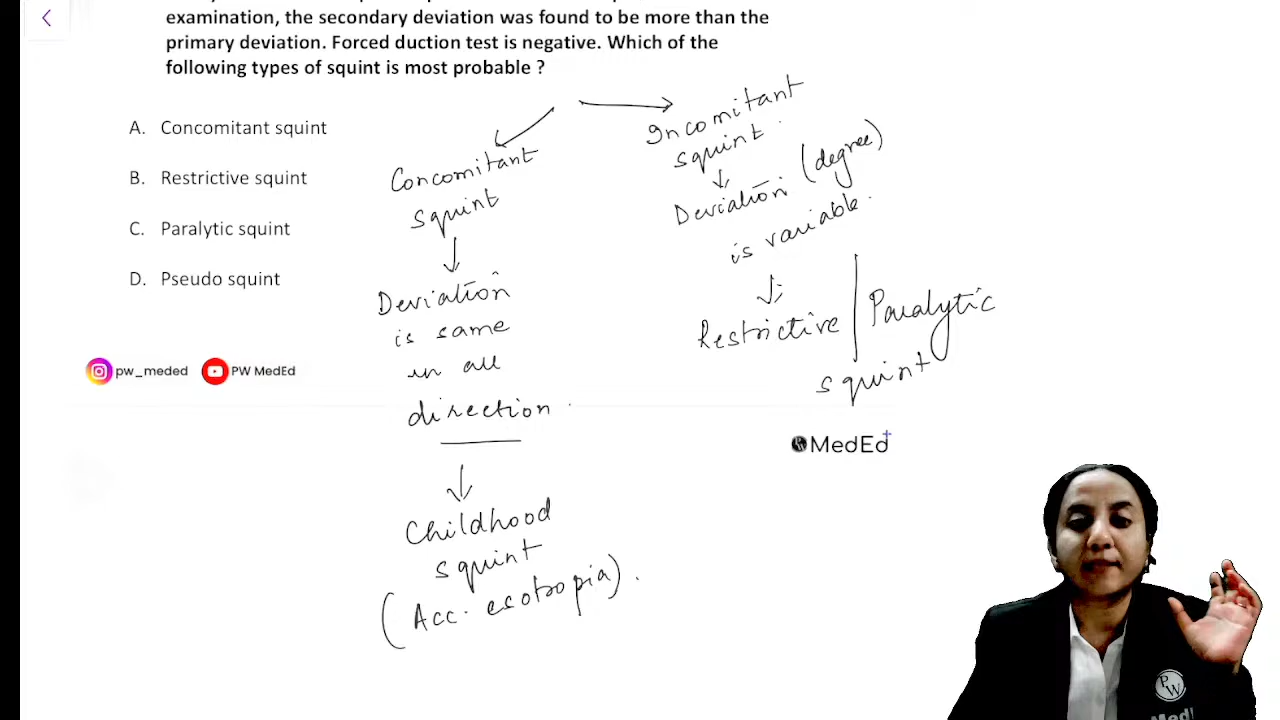 examination, the secondary deviation was found to be more than the
primary deviation. Forced duction test is negative. Which of the
following types of squint is most probable ?
A. Concomitant squint
B. Restrictive squint
C. Paralytic squint
D. Pseudo squint
Concomitant
squint
Deviation
is same
in all
direction.
Childhood
squint
(Acc. esotropia).
Incomitant
squint.
Deviation (degree)
is variable.
Restrictive | Paralytic
squint
pw_meded PW MedEd
MedEd
PW
MedEd